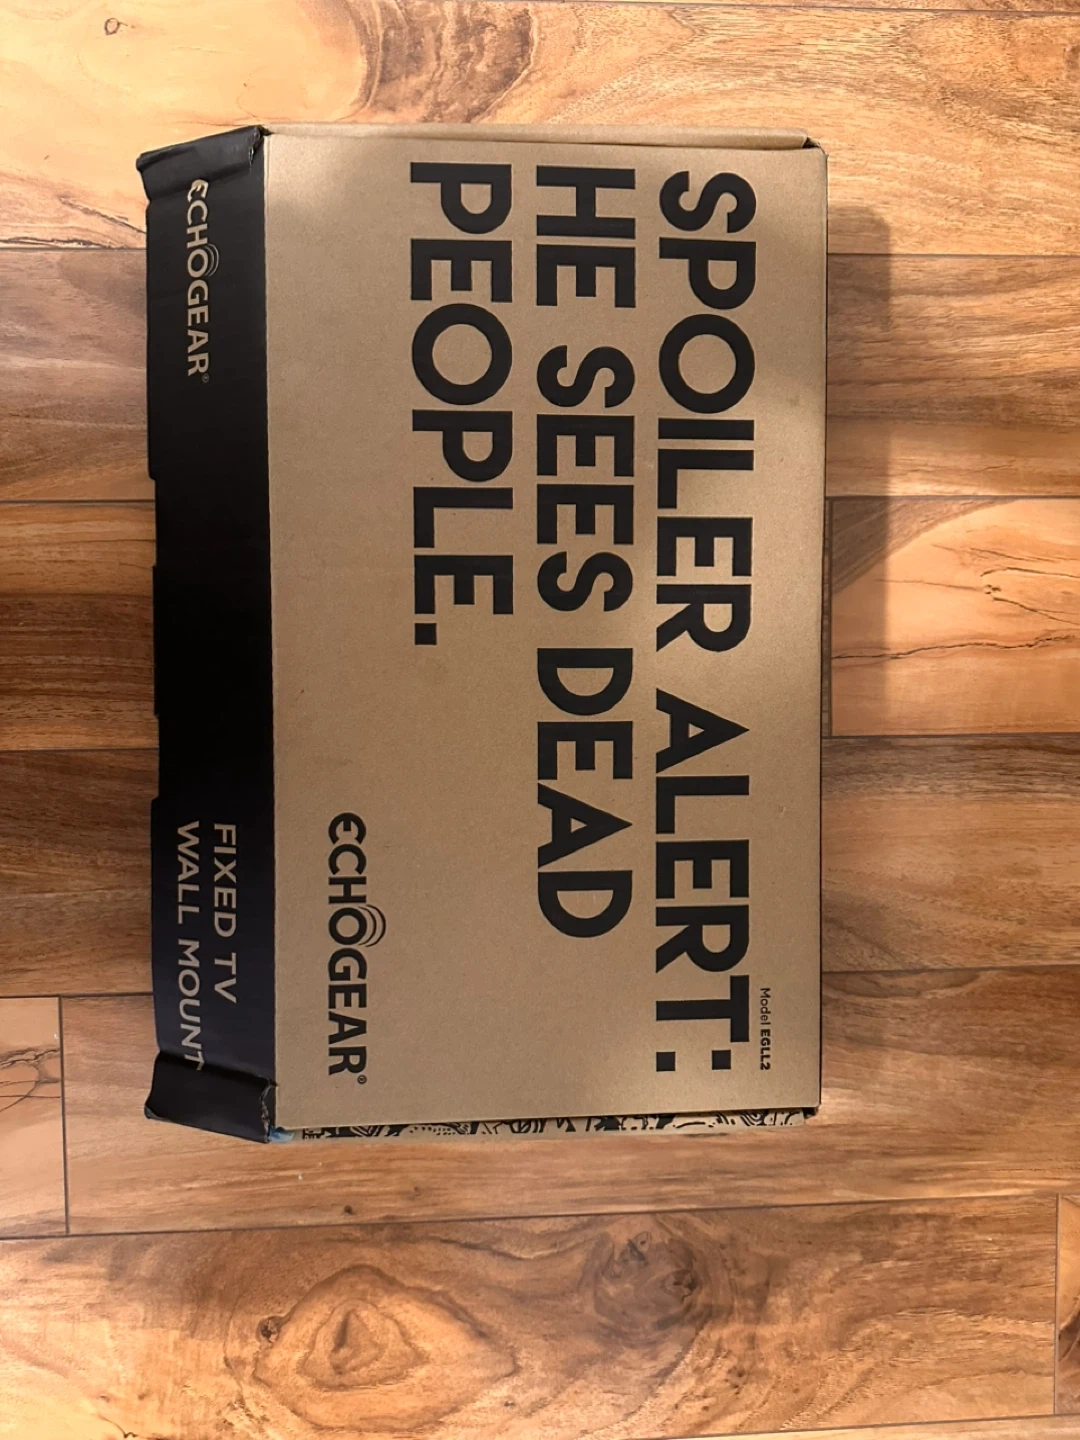 Model EGLL2
SPOILER ALERT:
HE SEES DEAD
PEOPLE.
ECHOGEAR®
ECHOGEAR®
FIXED TV
WALL MOUNT